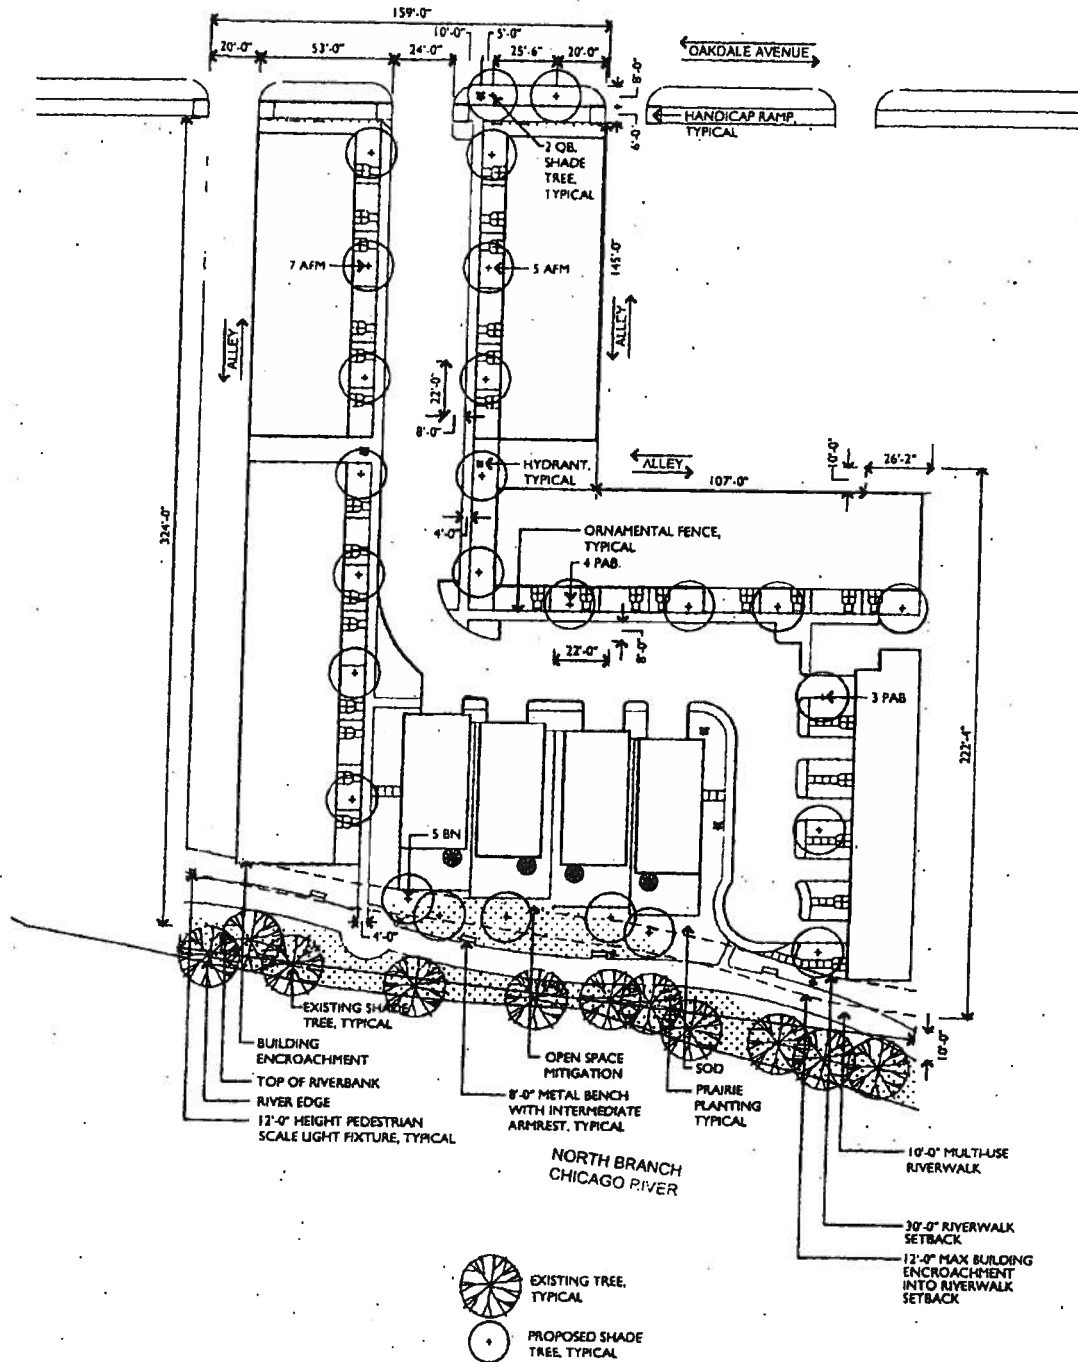 159'-0"
10'-0"
5'-0"
20'-0"
53'-0"
24'-0"
25'-6"
20'-0"
OAKDALE AVENUE
8'-0"
6'-0"
HANDICAP RAMP,
TYPICAL
2 QB.
SHADE
TREE,
TYPICAL
7 AFM
5 AFM
145'-0"
ALLEY
ALLEY
22'-0"
8'-0"
HYDRANT,
TYPICAL
ALLEY
10'-0"
26'-2"
107'-0"
324'-0"
4'-0"
ORNAMENTAL FENCE,
TYPICAL
4 PAB.
22'-0"
8'-0"
3 PAB
222'-4"
5 BN
4'-0"
EXISTING SHADE
TREE, TYPICAL
BUILDING
ENCROACHMENT
TOP OF RIVERBANK
RIVER EDGE
12'-0" HEIGHT PEDESTRIAN
SCALE LIGHT FIXTURE, TYPICAL
OPEN SPACE
MITIGATION
8'-0" METAL BENCH
WITH INTERMEDIATE
ARMREST, TYPICAL
SOD
PRAIRIE
PLANTING
TYPICAL
10'-0"
NORTH BRANCH
CHICAGO RIVER
10'-0" MULTI-USE
RIVERWALK
30'-0" RIVERWALK
SETBACK
12'-0" MAX BUILDING
ENCROACHMENT
INTO RIVERWALK
SETBACK
EXISTING TREE,
TYPICAL
PROPOSED SHADE
TREE, TYPICAL